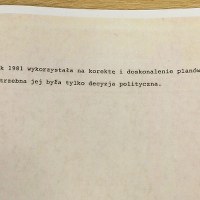 k 1981 wykorzystała na korektę i doskonalenie planów
trzebna jej była tylko decyzja polityczna.